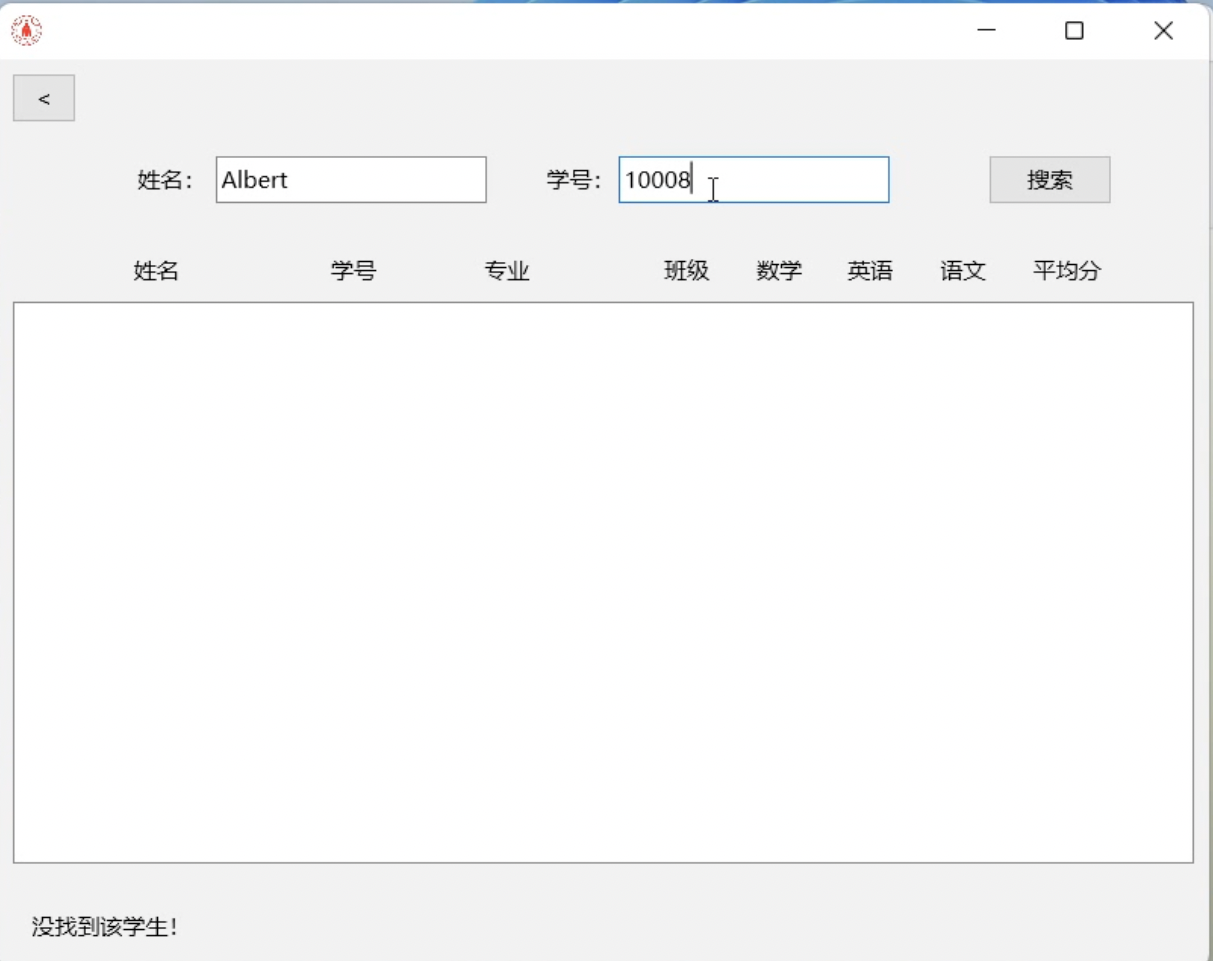 <
姓名： Albert 学号： 10008 搜索
姓名 学号 专业 班级 数学 英语 语文 平均分
没找到该学生！